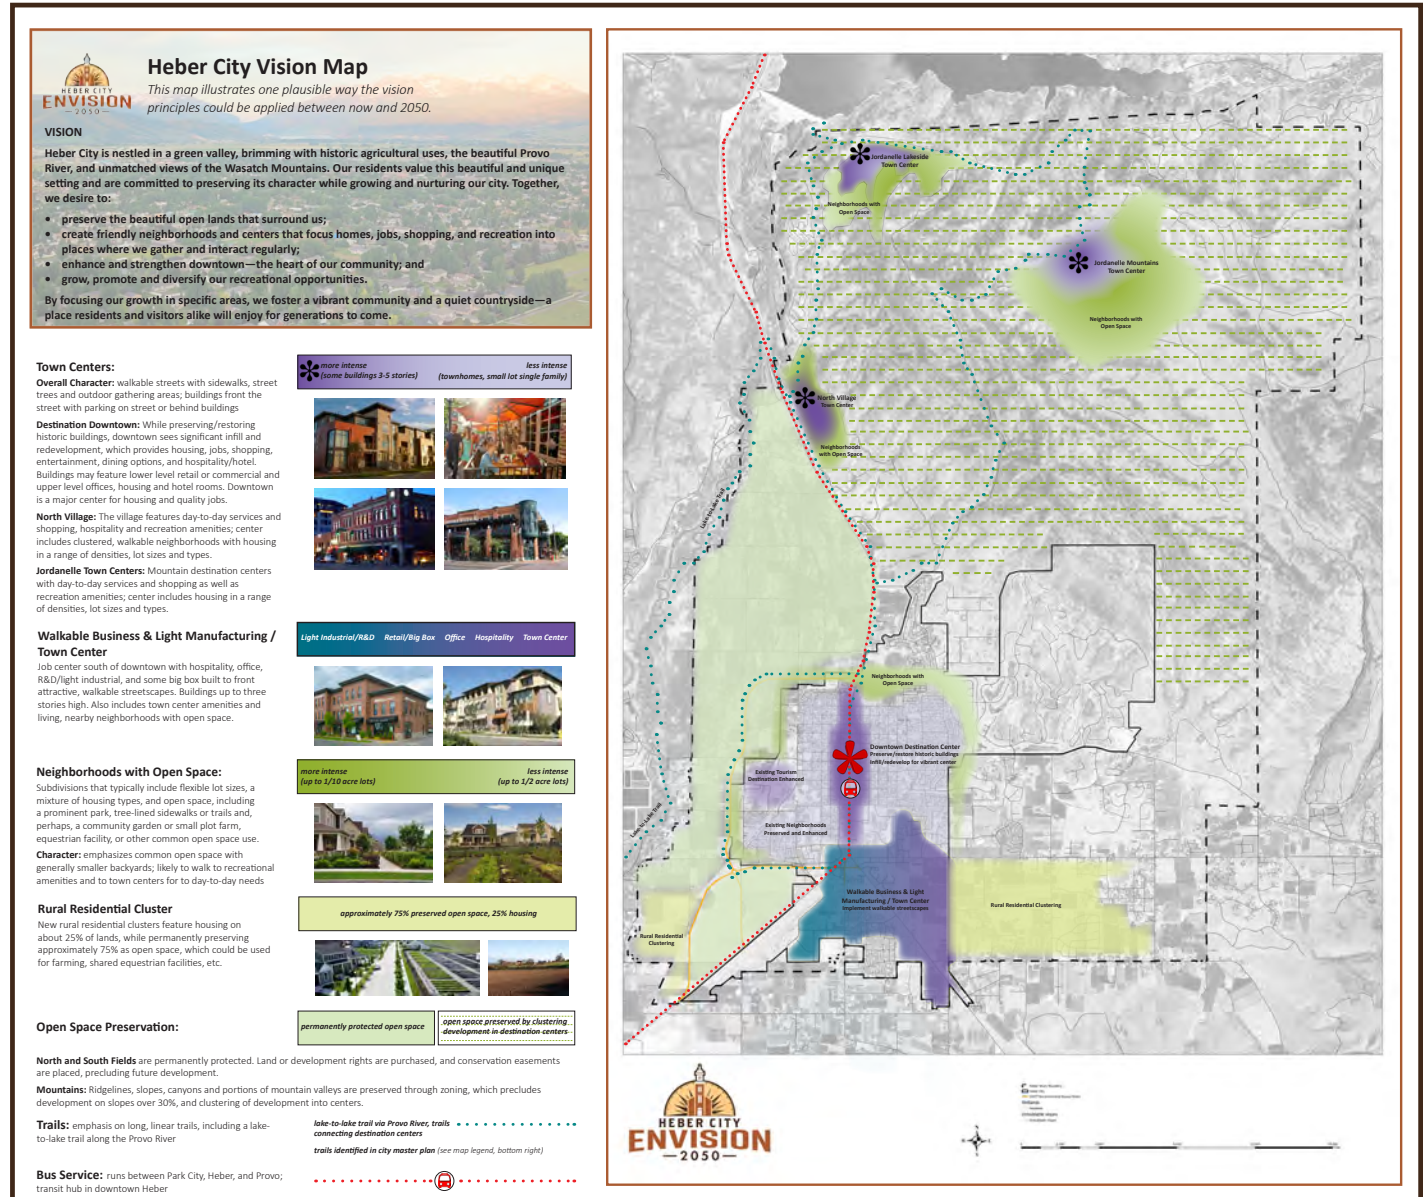 HEBER CITY
ENVISION
2050
Heber City Vision Map
This map illustrates one plausible way the vision
principles could be applied between now and 2050.
VISION
Heber City is nestled in a green valley, brimming with historic agricultural uses, the beautiful Provo
River, and unmatched views of the Wasatch Mountains. Our residents value this beautiful and unique
setting and are committed to preserving its character while growing and nurturing our city. Together,
we desire to:
• preserve the beautiful open lands that surround us;
• create friendly neighborhoods and centers that focus homes, jobs, shopping, and recreation into
places where we gather and interact regularly;
• enhance and strengthen downtown—the heart of our community; and
• grow, promote and diversify our recreational opportunities.
By focusing our growth in specific areas, we foster a vibrant community and a quiet countryside—a
place residents and visitors alike will enjoy for generations to come.
Town Centers:
Overall Character: walkable streets with sidewalks, street
trees and outdoor gathering areas; buildings front the
street with parking on street or behind buildings
Destination Downtown: While preserving/restoring
historic buildings, downtown sees significant infill and
redevelopment, which provides housing, jobs, shopping,
entertainment, dining options, and hospitality/hotel.
Buildings may feature lower level retail or commercial and
upper level offices, housing and hotel rooms. Downtown
is a major center for housing and quality jobs.
North Village: The village features day-to-day services and
shopping, hospitality and recreation amenities; center
includes clustered, walkable neighborhoods with housing
in a range of densities, lot sizes and types.
Jordanelle Town Centers: Mountain destination centers
with day-to-day services and shopping as well as
recreation amenities; center includes housing in a range
of densities, lot sizes and types.
more intense
(some buildings 3-5 stories)
less intense
(townhomes, small lot single family)
Walkable Business & Light Manufacturing /
Town Center
Job center south of downtown with hospitality, office,
R&D/light industrial, and some big box built to front
attractive, walkable streetscapes. Buildings up to three
stories high. Also includes town center amenities and
living, nearby neighborhoods with open space.
Light Industrial/R&D Retail/Big Box Office Hospitality Town Center
Neighborhoods with Open Space:
Subdivisions that typically include flexible lot sizes, a
mixture of housing types, and open space, including
a prominent park, tree-lined sidewalks or trails and,
perhaps, a community garden or small plot farm,
equestrian facility, or other common open space use.
Character: emphasizes common open space with
generally smaller backyards; likely to walk to recreational
amenities and to town centers for to day-to-day needs
more intense
(up to 1/10 acre lots)
less intense
(up to 1/2 acre lots)
Rural Residential Cluster
New rural residential clusters feature housing on
about 25% of lands, while permanently preserving
approximately 75% as open space, which could be used
for farming, shared equestrian facilities, etc.
approximately 75% preserved open space, 25% housing
Open Space Preservation:
permanently protected open space
open space preserved by clustering
development in destination centers
North and South Fields are permanently protected. Land or development rights are purchased, and conservation easements
are placed, precluding future development.
Mountains: Ridgelines, slopes, canyons and portions of mountain valleys are preserved through zoning, which precludes
development on slopes over 30%, and clustering of development into centers.
Trails: emphasis on long, linear trails, including a lake-
to-lake trail along the Provo River
lake-to-lake trail via Provo River, trails
connecting destination centers
trails identified in city master plan (see map legend, bottom right)
Bus Service: runs between Park City, Heber, and Provo;
transit hub in downtown Heber
Jordanelle Lakeside
Town Center
Neighborhoods with
Open Space
Jordanelle Mountains
Town Center
Neighborhoods with
Open Space
North Village
Town Center
Neighborhoods
with Open Space
Lake-to-Lake Trail
Neighborhoods with
Open Space
Downtown Destination Center
Preserve/restore historic buildings
Infill/redevelop for vibrant center
Existing Tourism
Destination Enhanced
Existing Neighborhoods
Preserved and Enhanced
Lake-to-Lake Trail
Walkable Business & Light
Manufacturing / Town Center
implement walkable streetscapes
Rural Residential Clustering
Rural Residential
Clustering
HEBER CITY
ENVISION
2050